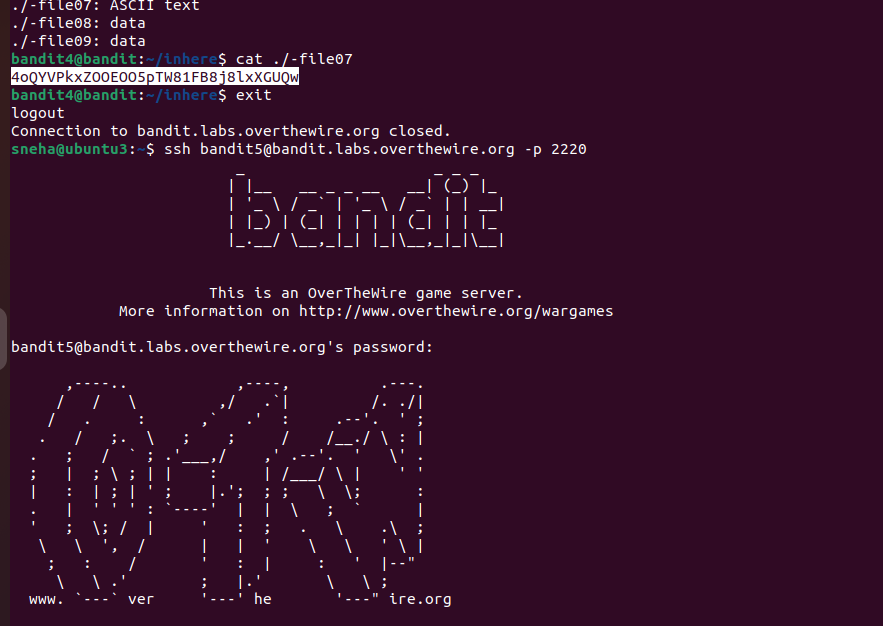 ./-file07: ASCII text
./-file08: data
./-file09: data
bandit4@bandit:~/inhere$ cat ./-file07
4oQYVPkxZOOEOO5pTW81FB8j8lxXGUQw
bandit4@bandit:~/inhere$ exit
logout
Connection to bandit.labs.overthewire.org closed.
sneha@ubuntu3:~$ ssh bandit5@bandit.labs.overthewire.org -p 2220
bandit
This is an OverTheWire game server.
More information on http://www.overthewire.org/wargames
bandit5@bandit.labs.overthewire.org's password:
www. ver he ire.org